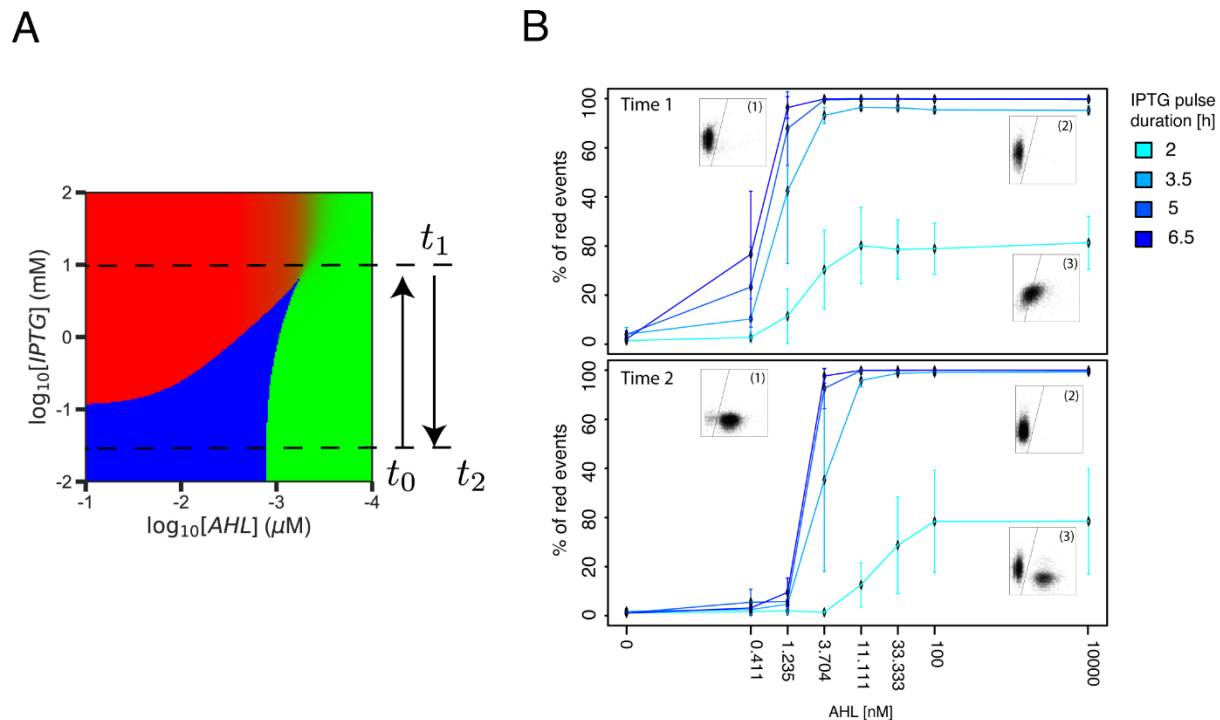 A
B
2
1
0
-1
-2
log10[IPTG] (mM)
-1
-2
-3
-4
log10[AHL] (μM)
t1
t0
t2
Time 1
100
60
40
80
20
0
% of red events
(1)
(2)
(3)
Time 2
100
60
40
80
20
0
% of red events
(1)
(2)
(3)
0
0.411
1.235
3.704
11.111
33.333
100
10000
AHL [nM]
IPTG pulse
duration [h]
2
3.5
5
6.5